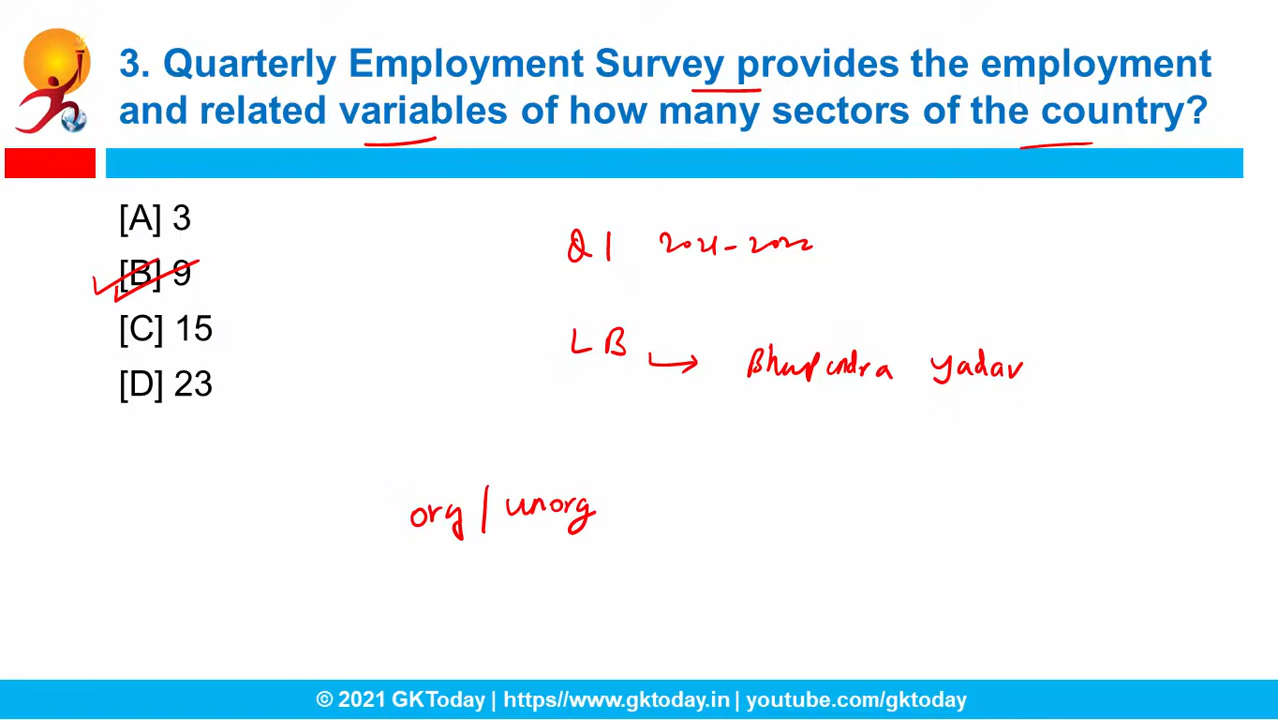 3. Quarterly Employment Survey provides the employment
and related variables of how many sectors of the country?
[A] 3
[B] 9
[C] 15
[D] 23
Q1 2021-2022
LB → Bhupendra Yadav
org | unorg
© 2021 GKToday | https//www.gktoday.in | youtube.com/gktoday